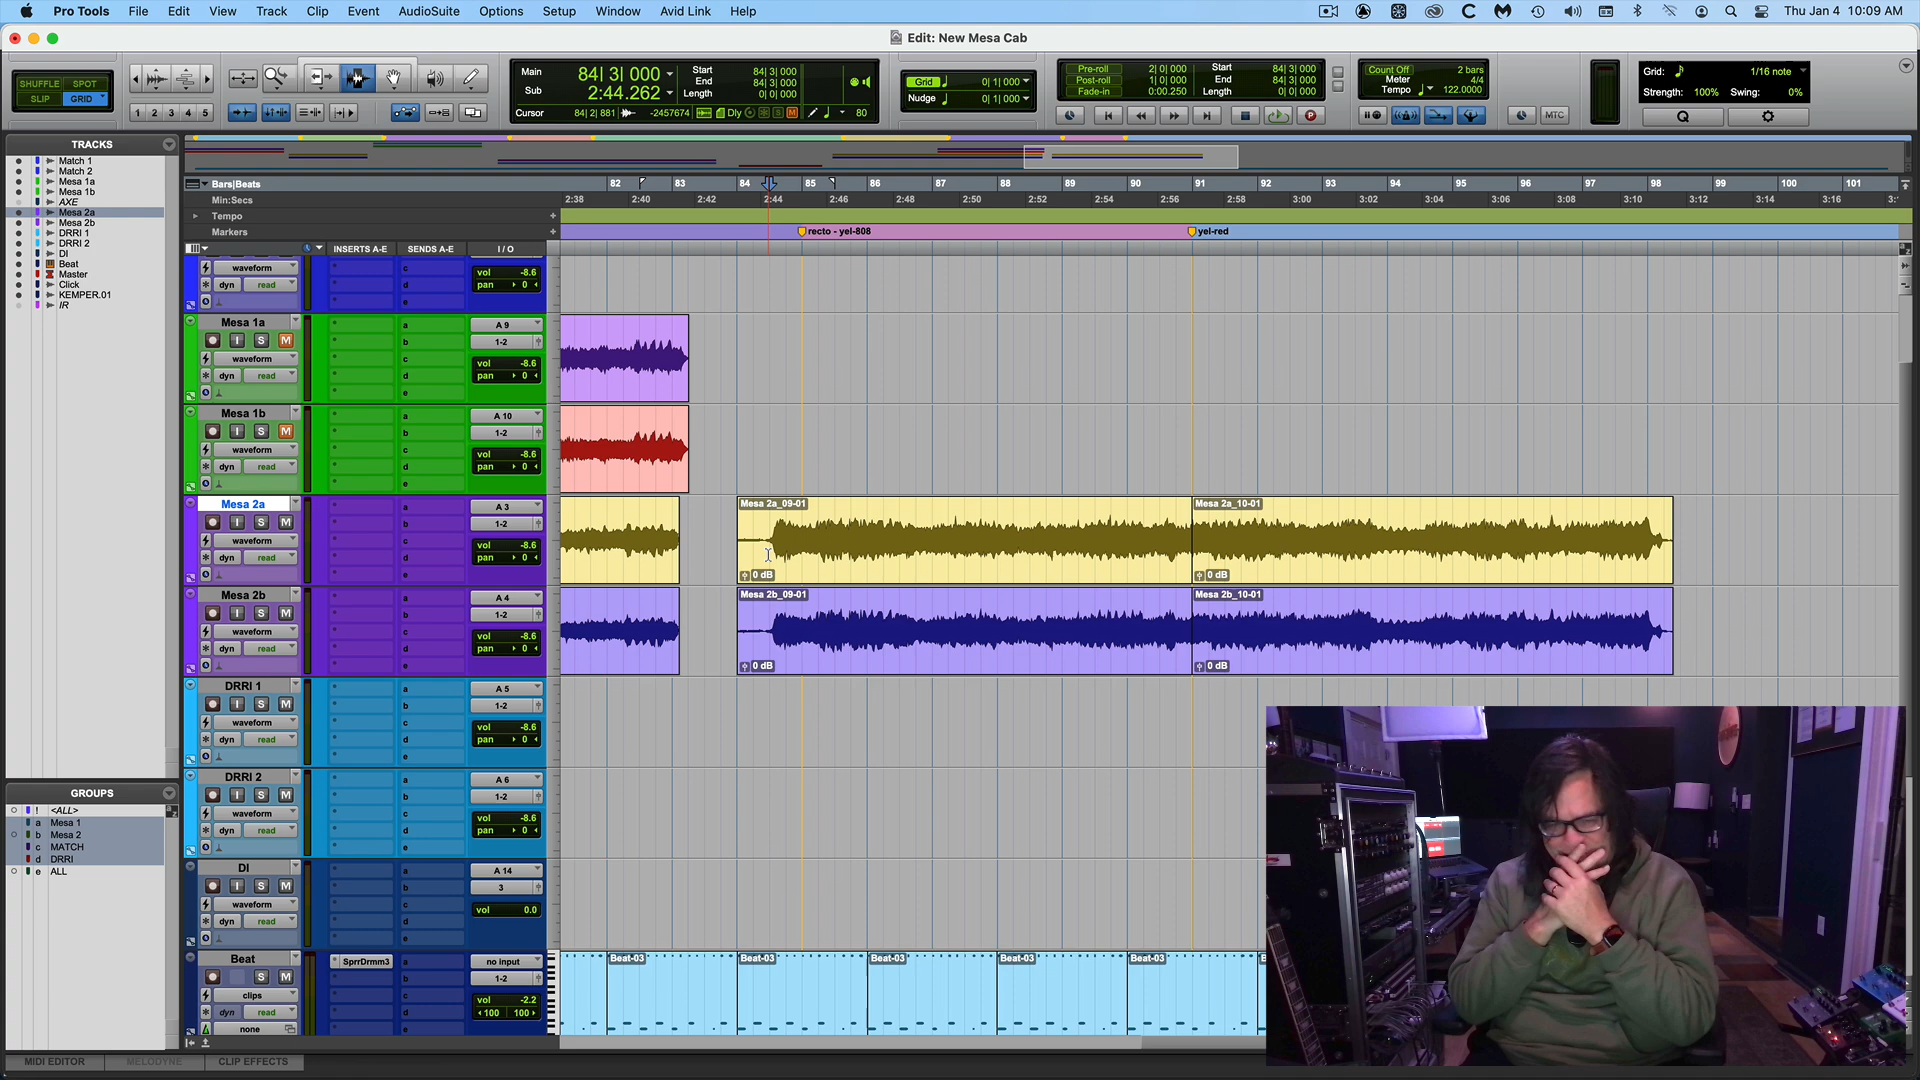 Pro Tools File Edit View Track Clip Event AudioSuite Options Setup Window Avid Link Help
Thu Jan 4 10:09 AM
Edit: New Mesa Cab
SHUFFLE SPOT
SLIP GRID
1 2 3 4 5
Main 84| 3| 000
Sub 2:44.262
Start 84| 3| 000
End 84| 3| 000
Length 0| 0| 000
Cursor 84| 2| 881 -2457674 Dly 80
Grid 0| 1| 000
Nudge 0| 1| 000
Pre-roll 2| 0| 000
Post-roll 1| 0| 000
Fade-in 0:00.250
Start 84| 3| 000
End 84| 3| 000
Length 0| 0| 000
Count Off 2 bars
Meter 4/4
Tempo 122.0000
MTC
Grid: 1/16 note
Strength: 100% Swing: 0%
Q
TRACKS
Match 1
Match 2
Mesa 1a
Mesa 1b
AXE
Mesa 2a
Mesa 2b
DRRI 1
DRRI 2
DI
Beat
Master
Click
KEMPER.01
IR
GROUPS
! <ALL>
a Mesa 1
b Mesa 2
c MATCH
d DRRI
e ALL
Bars|Beats 82 83 84 85 86 87 88 89 90 91 92 93 94 95 96 97 98 99 100 101
Min:Secs 2:38 2:40 2:42 2:44 2:46 2:48 2:50 2:52 2:54 2:56 2:58 3:00 3:02 3:04 3:06 3:08 3:10 3:12 3:14 3:16
Tempo
Markers recto - yel-808 yel-red
INSERTS A-E SENDS A-E I / O
waveform c vol -8.6
dyn read d pan 0
e
Mesa 1a a A 9
I S M b 1-2
waveform c vol -8.6
dyn read d pan 0
e
Mesa 1b a A 10
I S M b 1-2
waveform c vol -8.6
dyn read d pan 0
e
Mesa 2a a A 3
I S M b 1-2
waveform c vol -8.6
dyn read d pan 0
e
Mesa 2a_09-01 Mesa 2a_10-01
0 dB 0 dB
Mesa 2b a A 4
I S M b 1-2
waveform c vol -8.6
dyn read d pan 0
e
Mesa 2b_09-01 Mesa 2b_10-01
0 dB 0 dB
DRRI 1 a A 5
I S M b 1-2
waveform c vol -8.6
dyn read d pan 0
e
DRRI 2 a A 6
I S M b 1-2
waveform c vol -8.6
dyn read d pan 0
e
DI a A 14
I S M b 3
waveform c vol 0.0
dyn read d
e
Beat SprrDrmm3 a no input
S M b 1-2
clips c vol -2.2
dyn read d 100 100
none e
Beat-03 Beat-03 Beat-03 Beat-03 Beat-03
MIDI EDITOR MELODYNE CLIP EFFECTS